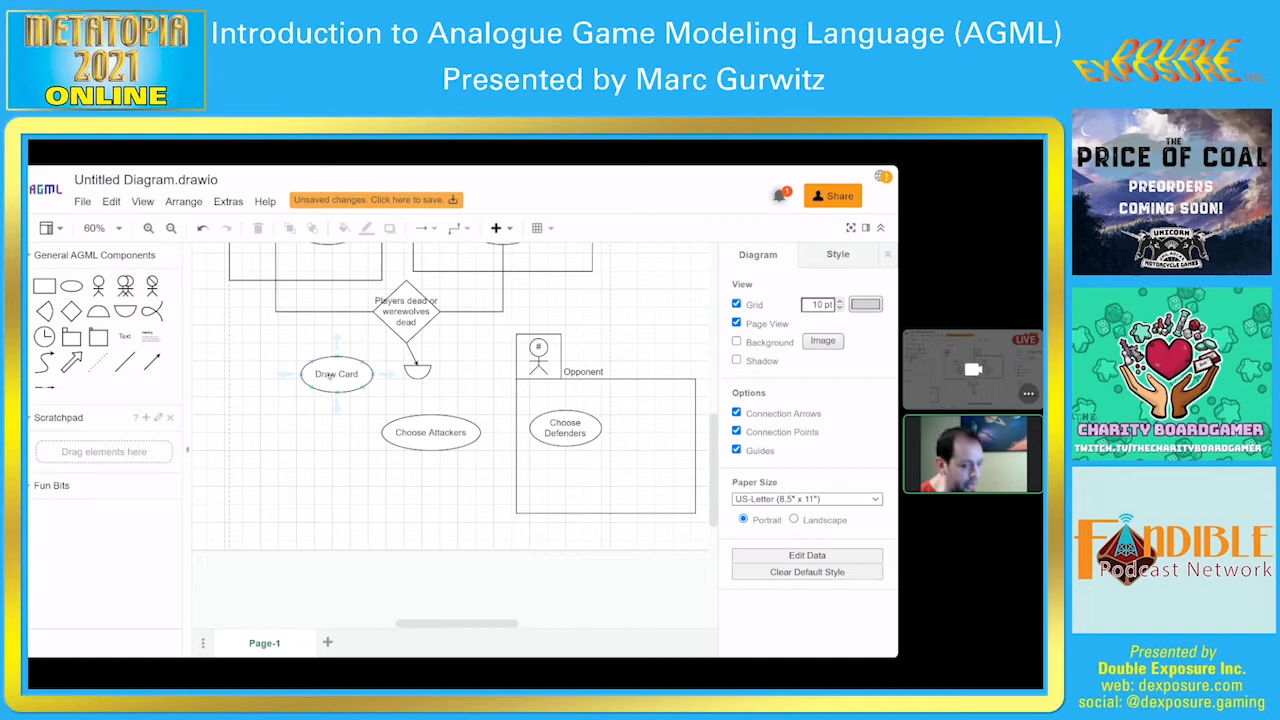 METATOPIA
2021
ONLINE
Introduction to Analogue Game Modeling Language (AGML)
Presented by Marc Gurwitz
DOUBLE
EXPOSURE
THE
PRICE OF COAL
PREORDERS
COMING SOON!
UNICORN
MOTORCYCLE GAMES
AGML
Untitled Diagram.drawio
File Edit View Arrange Extras Help
Unsaved changes. Click here to save.
1
Share
60%
General AGML Components
Text
Scratchpad
?
Drag elements here
Fun Bits
Players dead or
werewolves
dead
Draw Card
#
Opponent
Choose Attackers
Choose
Defenders
Page-1
Diagram
Style
View
Grid
10 pt
Page View
Background
Image
Shadow
Options
Connection Arrows
Connection Points
Guides
Paper Size
US-Letter (8,5" x 11")
Portrait
Landscape
Edit Data
Clear Default Style
LIVE
THE
CHARITY BOARDGAMER
TWITCH.TV/THECHARITYBOARDGAMER
FANDIBLE
Podcast Network
Presented by
Double Exposure Inc.
web: dexposure.com
social: @dexposure.gaming